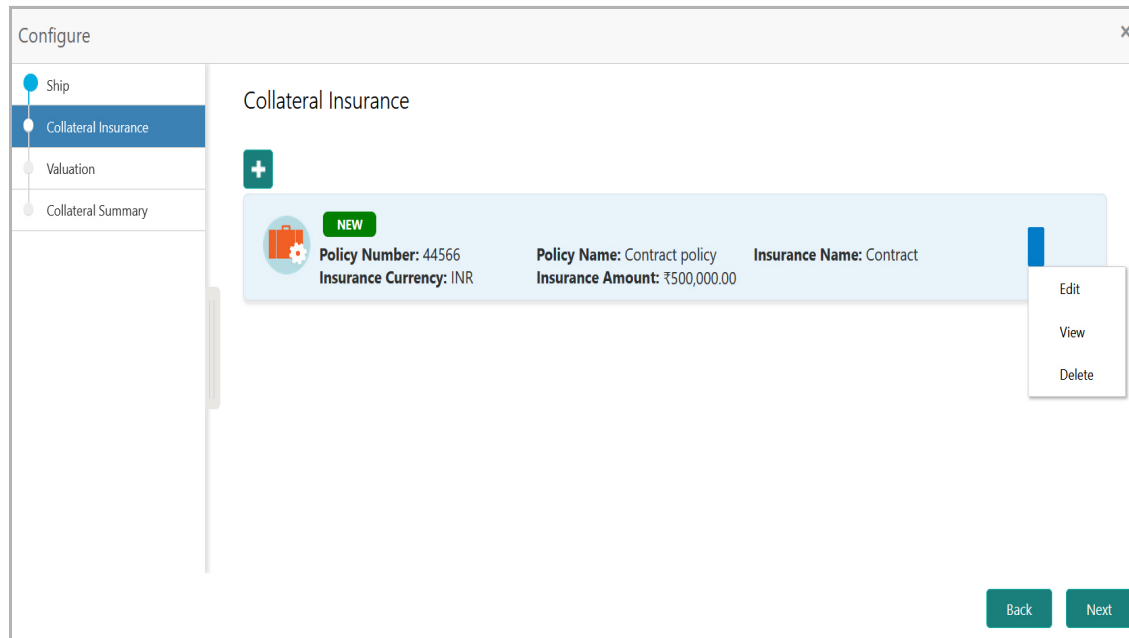 Configure
×
Ship
Collateral Insurance
Valuation
Collateral Summary
Collateral Insurance
+
NEW
Policy Number: 44566 Policy Name: Contract policy Insurance Name: Contract
Insurance Currency: INR Insurance Amount: ₹500,000.00
Edit
View
Delete
Back Next